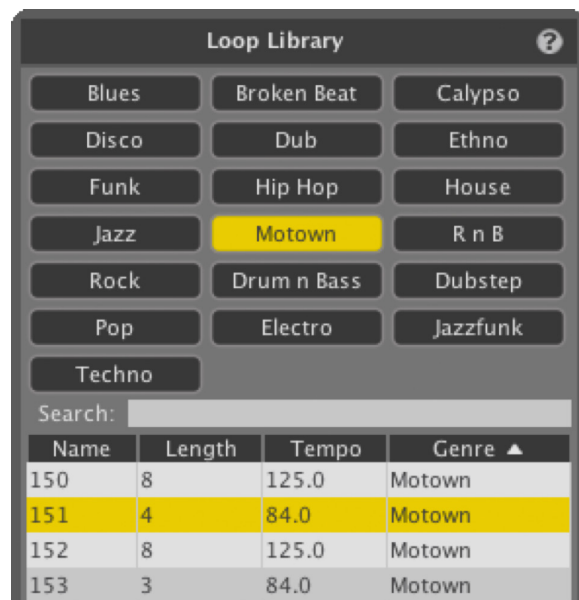 Loop Library ?
Blues Broken Beat Calypso
Disco Dub Ethno
Funk Hip Hop House
Jazz Motown R n B
Rock Drum n Bass Dubstep
Pop Electro Jazzfunk
Techno
Search:
Name Length Tempo Genre ▲
150 8 125.0 Motown
151 4 84.0 Motown
152 8 125.0 Motown
153 3 84.0 Motown